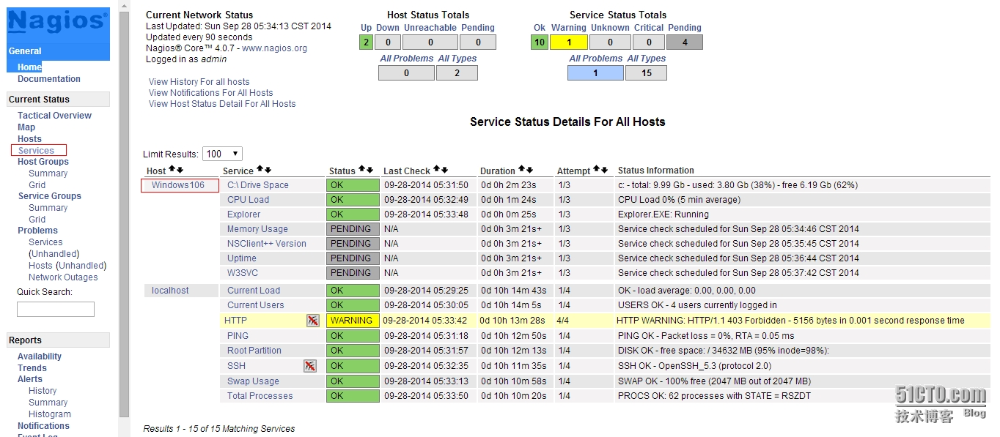 Nagios®
General
Home
Documentation
Current Status
Tactical Overview
Map
Hosts
Services
Host Groups
Summary
Grid
Service Groups
Summary
Grid
Problems
Services
(Unhandled)
Hosts (Unhandled)
Network Outages
Quick Search:
Reports
Availability
Trends
Alerts
History
Summary
Histogram
Notifications
Event Log
Current Network Status
Last Updated: Sun Sep 28 05:34:13 CST 2014
Updated every 90 seconds
Nagios® Core™ 4.0.7 - www.nagios.org
Logged in as admin
View History For all hosts
View Notifications For All Hosts
View Host Status Detail For All Hosts
Host Status Totals
Up Down Unreachable Pending
2 0 0 0
All Problems All Types
0 2
Service Status Totals
Ok Warning Unknown Critical Pending
10 1 0 0 4
All Problems All Types
1 15
Service Status Details For All Hosts
Limit Results: 100
Host Service Status Last Check Duration Attempt Status Information
Windows106 C:\ Drive Space OK 09-28-2014 05:31:50 0d 0h 2m 23s 1/3 c: - total: 9.99 Gb - used: 3.80 Gb (38%) - free 6.19 Gb (62%)
CPU Load OK 09-28-2014 05:32:49 0d 0h 1m 24s 1/3 CPU Load 0% (5 min average)
Explorer OK 09-28-2014 05:33:48 0d 0h 0m 25s 1/3 Explorer.EXE: Running
Memory Usage PENDING N/A 0d 0h 3m 21s+ 1/3 Service check scheduled for Sun Sep 28 05:34:46 CST 2014
NSClient++ Version PENDING N/A 0d 0h 3m 21s+ 1/3 Service check scheduled for Sun Sep 28 05:35:45 CST 2014
Uptime PENDING N/A 0d 0h 3m 21s+ 1/3 Service check scheduled for Sun Sep 28 05:36:44 CST 2014
W3SVC PENDING N/A 0d 0h 3m 21s+ 1/3 Service check scheduled for Sun Sep 28 05:37:42 CST 2014
localhost Current Load OK 09-28-2014 05:29:25 0d 10h 14m 43s 1/4 OK - load average: 0.00, 0.00, 0.00
Current Users OK 09-28-2014 05:30:05 0d 10h 14m 5s 1/4 USERS OK - 4 users currently logged in
HTTP WARNING 09-28-2014 05:33:42 0d 10h 13m 28s 4/4 HTTP WARNING: HTTP/1.1 403 Forbidden - 5156 bytes in 0.001 second response time
PING OK 09-28-2014 05:31:18 0d 10h 12m 50s 1/4 PING OK - Packet loss = 0%, RTA = 0.05 ms
Root Partition OK 09-28-2014 05:31:57 0d 10h 12m 13s 1/4 DISK OK - free space: / 34632 MB (95% inode=98%):
SSH OK 09-28-2014 05:32:35 0d 10h 11m 35s 1/4 SSH OK - OpenSSH_5.3 (protocol 2.0)
Swap Usage OK 09-28-2014 05:33:13 0d 10h 10m 58s 1/4 SWAP OK - 100% free (2047 MB out of 2047 MB)
Total Processes OK 09-28-2014 05:33:50 0d 10h 10m 20s 1/4 PROCS OK: 62 processes with STATE = RSZDT
Results 1 - 15 of 15 Matching Services
51CTO.com
技术博客 Blog